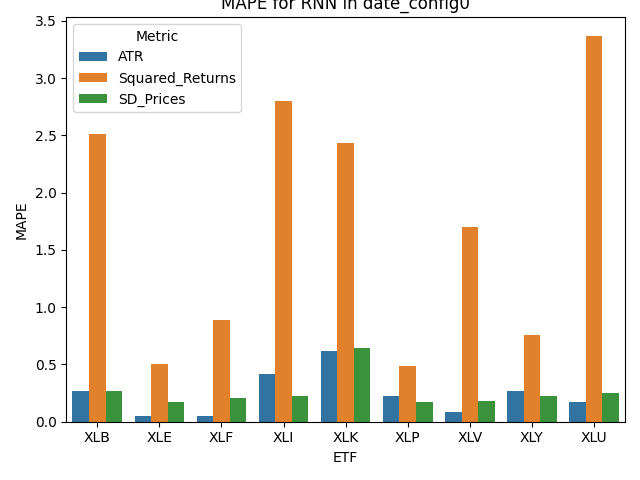 MAPE for RNN in date_config0
3.5
3.0
2.5
2.0
1.5
1.0
0.5
0.0
MAPE
Metric
ATR
Squared_Returns
SD_Prices
XLB XLE XLF XLI XLK XLP XLV XLY XLU
ETF